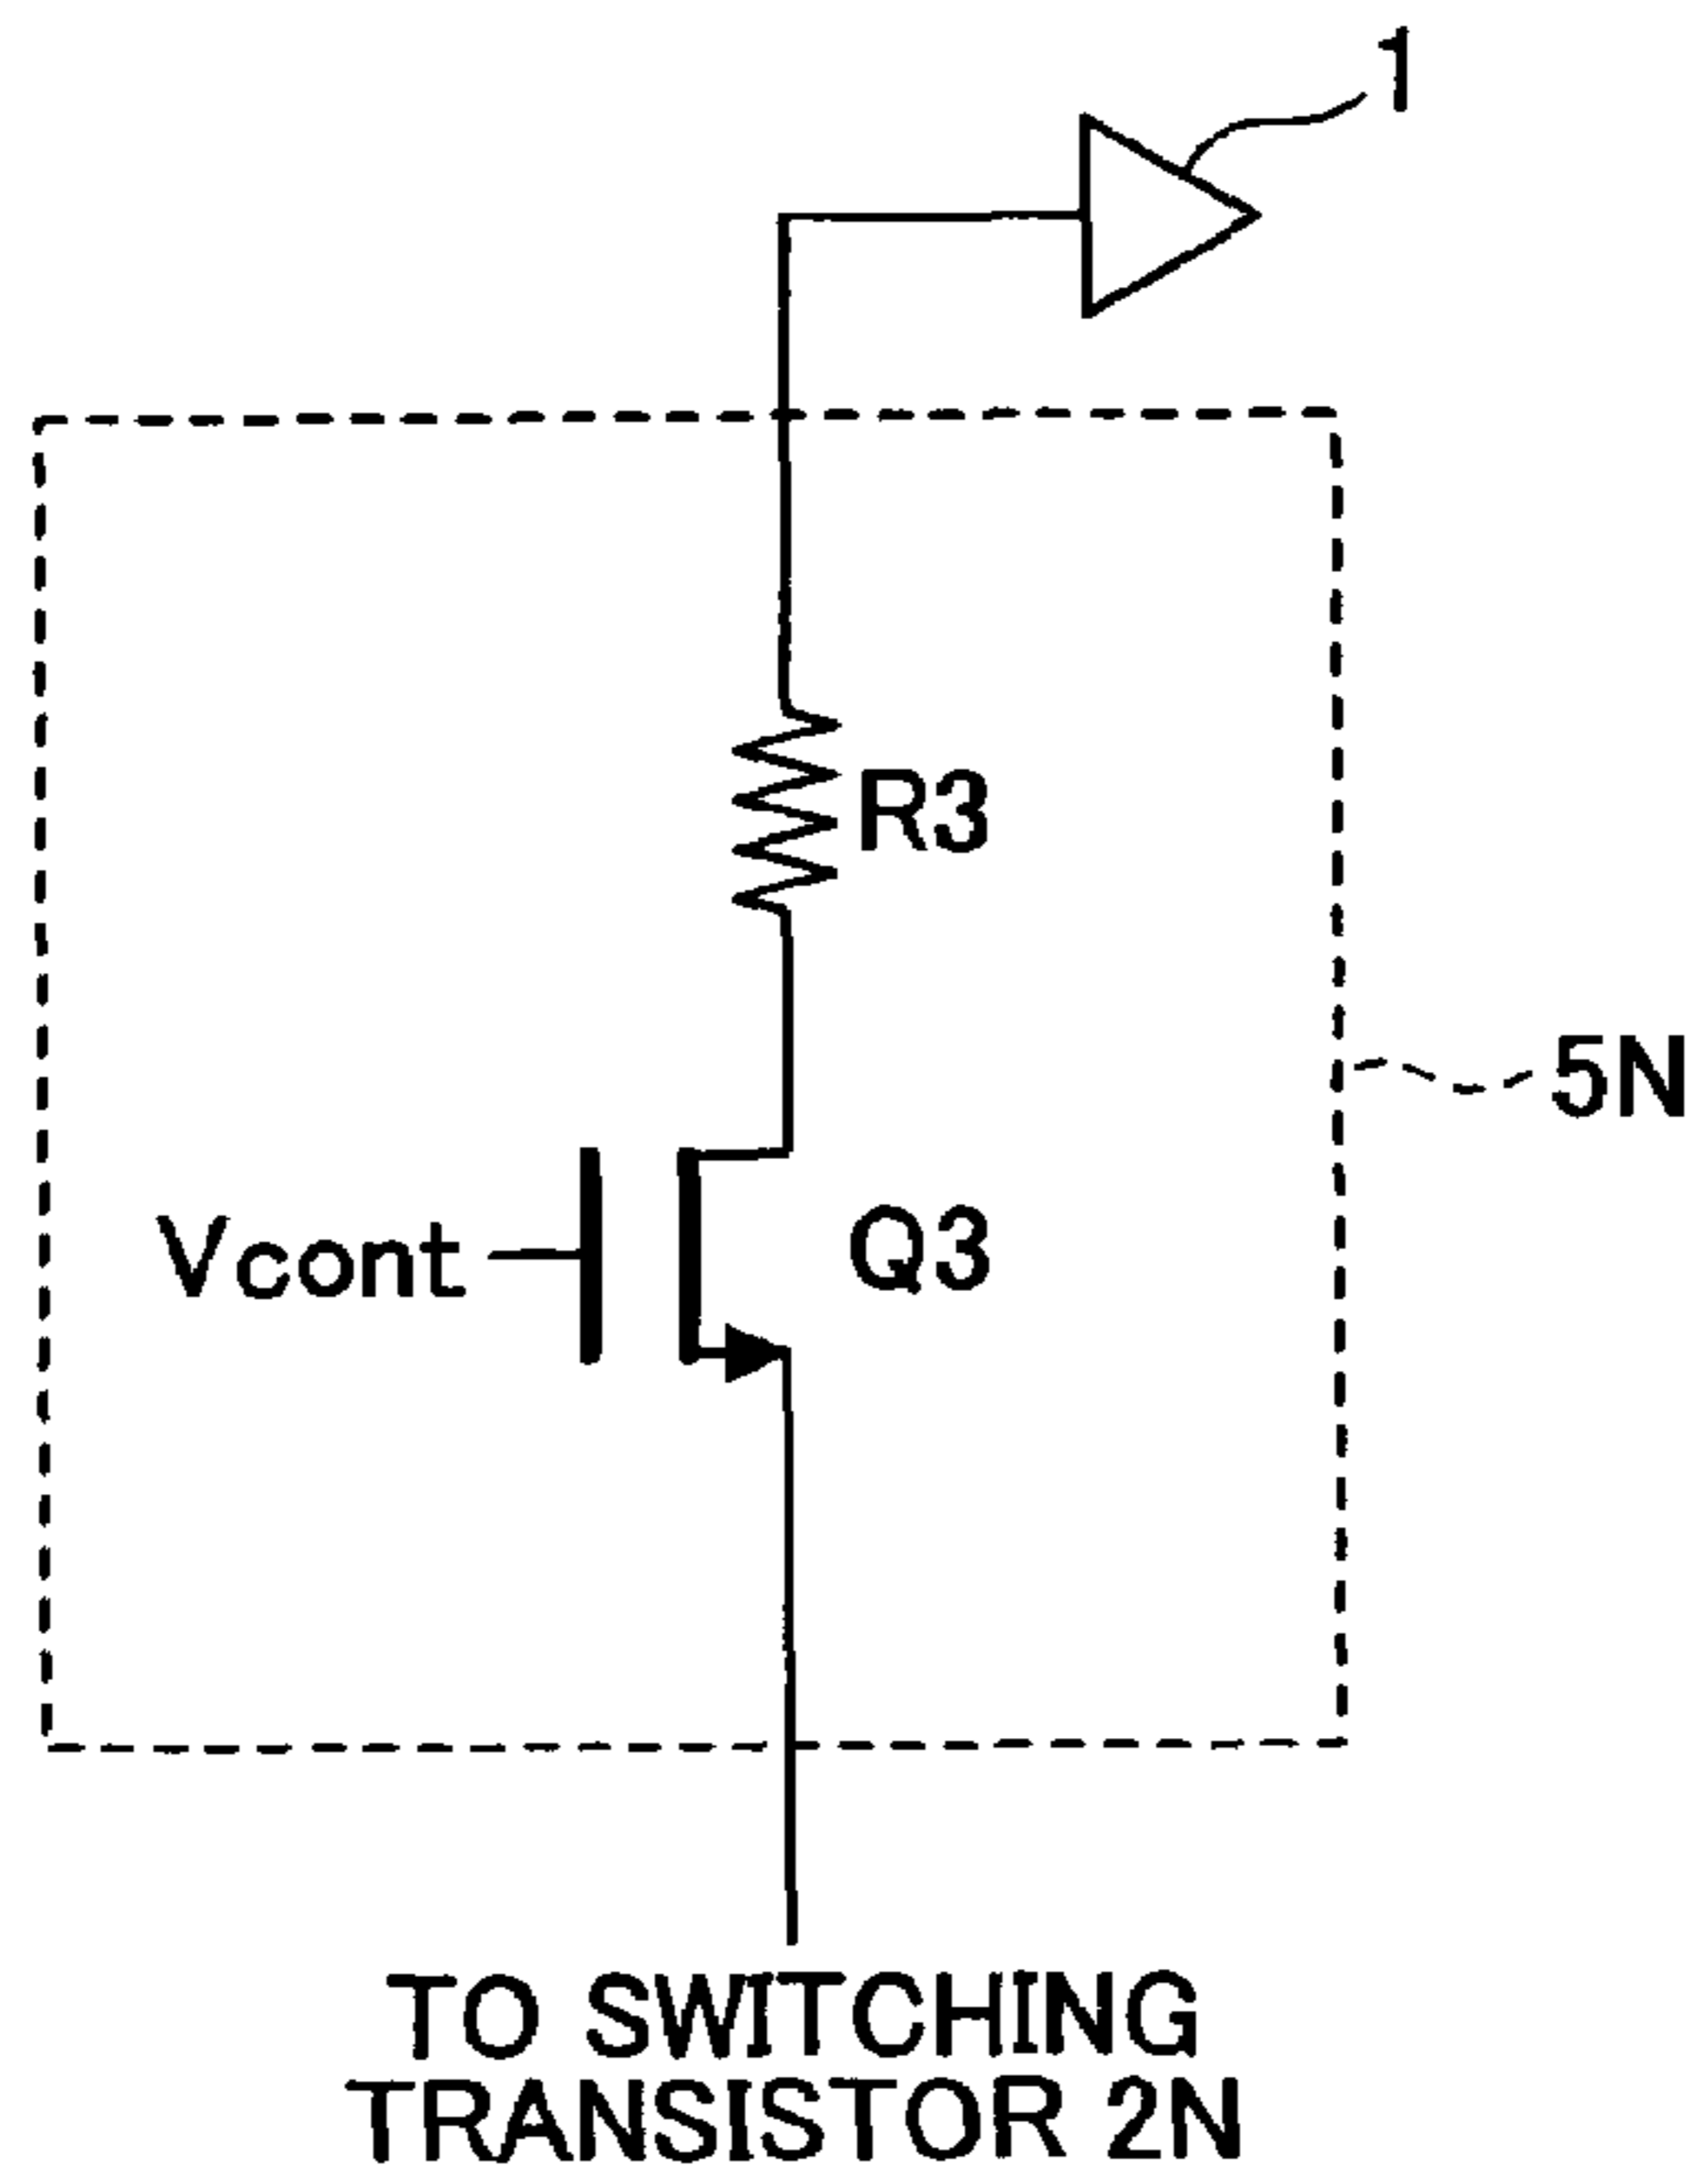 1
R3
5N
Vcont
Q3
TO SWITCHING
TRANSISTOR 2N